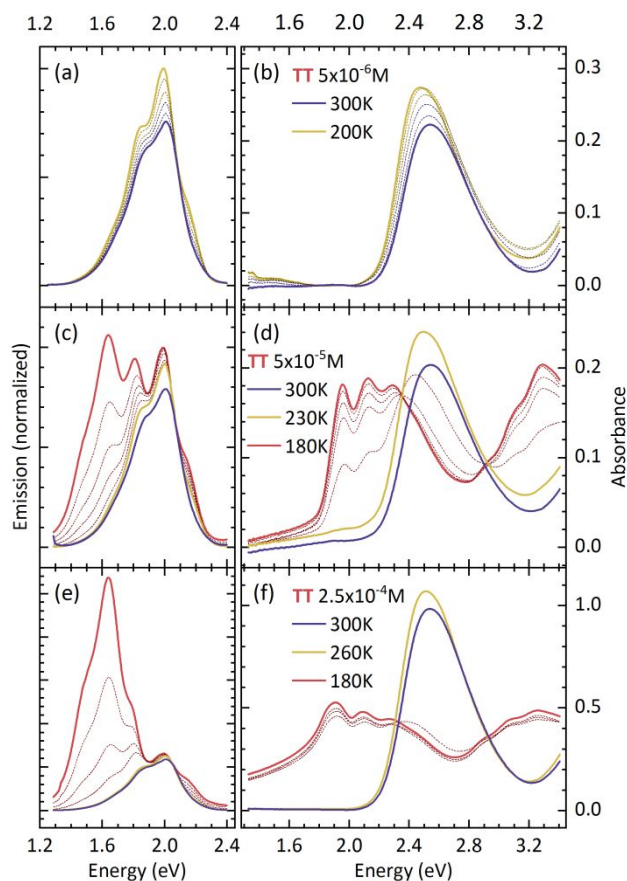 1.2 1.6 2.0 2.4 1.6 2.0 2.4 2.8 3.2
(a)
(b)
TT 5x10⁻⁶M
300K
200K
0.3
0.2
0.1
0.0
(c)
(d)
TT 5x10⁻⁵M
300K
230K
180K
0.2
0.1
0.0
(e)
(f)
TT 2.5x10⁻⁴M
300K
260K
180K
1.0
0.5
0.0
Emission (normalized)
Absorbance
1.2 1.6 2.0 2.4 1.6 2.0 2.4 2.8 3.2
Energy (eV) Energy (eV)